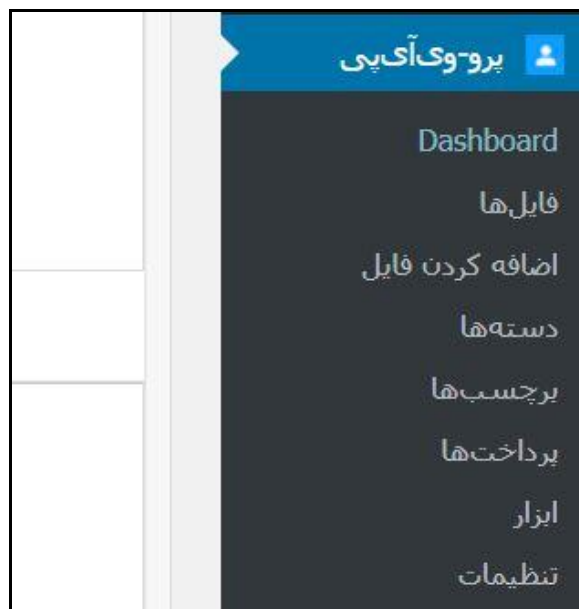 پرو-وی‌آی‌پی
Dashboard
فایل‌ها
اضافه کردن فایل
دسته‌ها
برچسب‌ها
پرداخت‌ها
ابزار
تنظیمات